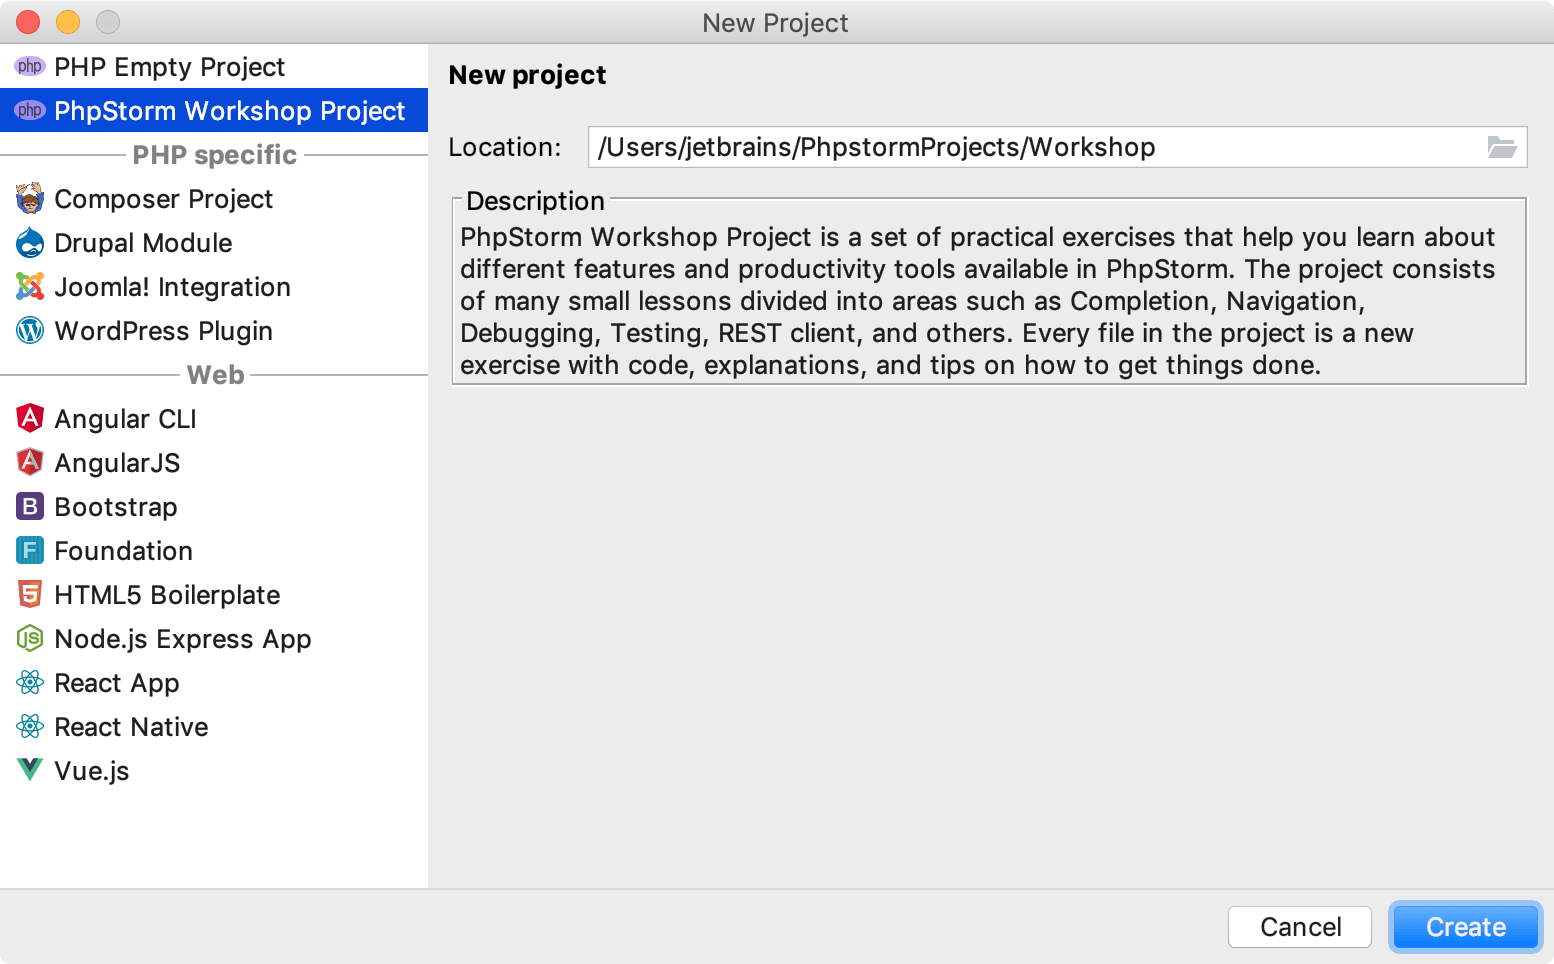 New Project
php PHP Empty Project
php PhpStorm Workshop Project
PHP specific
Composer Project
Drupal Module
Joomla! Integration
WordPress Plugin
Web
Angular CLI
AngularJS
B Bootstrap
F Foundation
5 HTML5 Boilerplate
JS Node.js Express App
React App
React Native
Vue.js
New project
Location: /Users/jetbrains/PhpstormProjects/Workshop
Description
PhpStorm Workshop Project is a set of practical exercises that help you learn about
different features and productivity tools available in PhpStorm. The project consists
of many small lessons divided into areas such as Completion, Navigation,
Debugging, Testing, REST client, and others. Every file in the project is a new
exercise with code, explanations, and tips on how to get things done.
Cancel Create